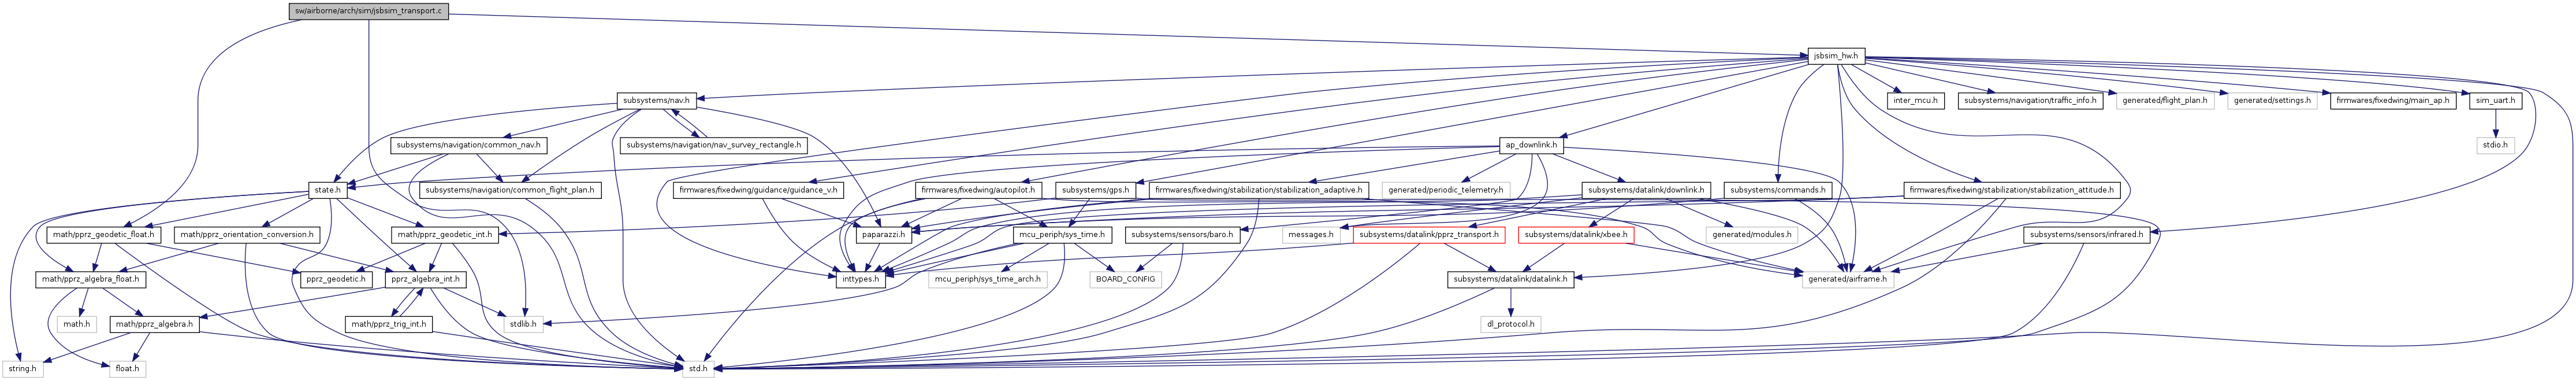 sw/airborne/arch/sim/jsbsim_transport.c
jsbsim_hw.h
subsystems/nav.h
inter_mcu.h
subsystems/navigation/traffic_info.h
generated/flight_plan.h
generated/settings.h
firmwares/fixedwing/main_ap.h
sim_uart.h
subsystems/navigation/common_nav.h
subsystems/navigation/nav_survey_rectangle.h
ap_downlink.h
stdio.h
state.h
subsystems/navigation/common_flight_plan.h
firmwares/fixedwing/guidance/guidance_v.h
firmwares/fixedwing/autopilot.h
subsystems/gps.h
firmwares/fixedwing/stabilization/stabilization_adaptive.h
generated/periodic_telemetry.h
subsystems/datalink/downlink.h
subsystems/commands.h
firmwares/fixedwing/stabilization/stabilization_attitude.h
math/pprz_geodetic_float.h
math/pprz_orientation_conversion.h
math/pprz_geodetic_int.h
paparazzi.h
mcu_periph/sys_time.h
subsystems/sensors/baro.h
messages.h
subsystems/datalink/pprz_transport.h
subsystems/datalink/xbee.h
generated/modules.h
subsystems/sensors/infrared.h
math/pprz_algebra_float.h
pprz_geodetic.h
pprz_algebra_int.h
inttypes.h
mcu_periph/sys_time_arch.h
BOARD_CONFIG
subsystems/datalink/datalink.h
generated/airframe.h
math.h
math/pprz_algebra.h
math/pprz_trig_int.h
stdlib.h
dl_protocol.h
string.h
float.h
std.h